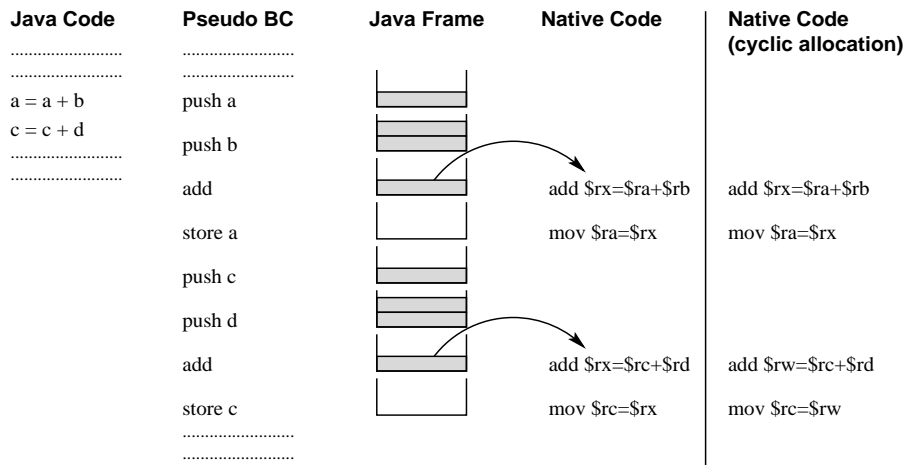 Java Code Pseudo BC Java Frame Native Code Native Code
(cyclic allocation)
......................... .........................
......................... .........................
a = a + b push a
c = c + d push b
.........................
.........................
add add $rx=$ra+$rb add $rx=$ra+$rb
store a mov $ra=$rx mov $ra=$rx
push c
push d
add add $rx=$rc+$rd add $rw=$rc+$rd
store c mov $rc=$rx mov $rc=$rw
.........................
.........................